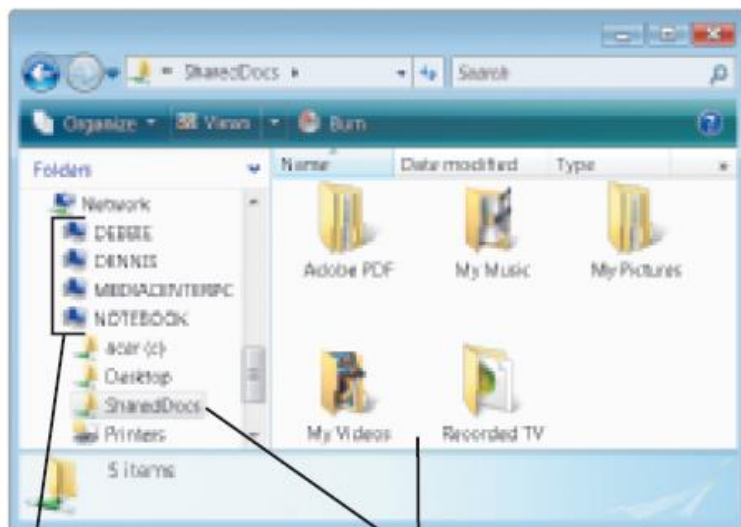 SharedDocs
Search
Organize
Views
Burn
Folders
Name
Date modified
Type
Network
DEBBIE
DENNIS
MEDIACENTERPC
NOTEBOOK
acer (c)
Desktop
SharedDocs
Printers
Adobe PDF
My Music
My Pictures
My Videos
Recorded TV
5 items